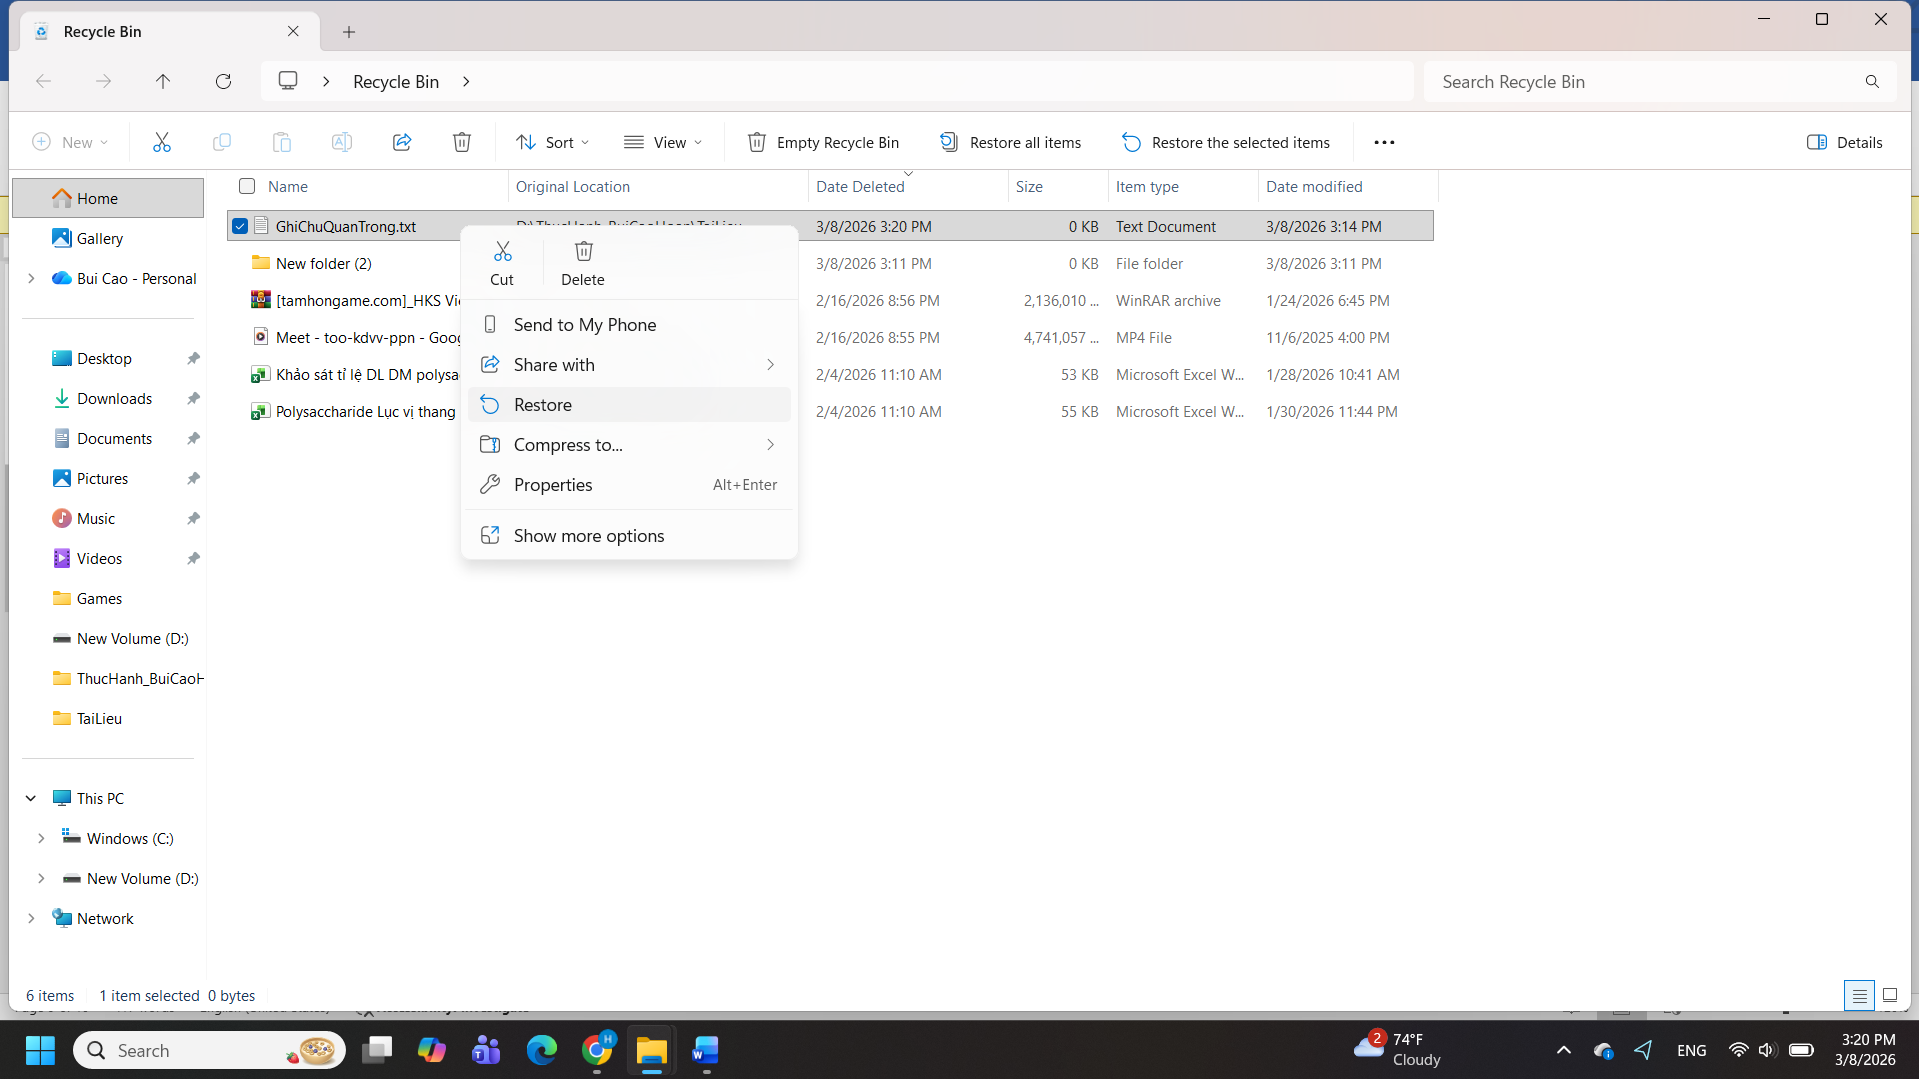 Recycle Bin
Recycle Bin
Search Recycle Bin
New
Sort
View
Empty Recycle Bin
Restore all items
Restore the selected items
Details
Name
Original Location
Date Deleted
Size
Item type
Date modified
GhiChuQuanTrong.txt
3/8/2026 3:20 PM
0 KB
Text Document
3/8/2026 3:14 PM
New folder (2)
3/8/2026 3:11 PM
0 KB
File folder
3/8/2026 3:11 PM
[tamhongame.com]_HKS Vi
2/16/2026 8:56 PM
2,136,010 ...
WinRAR archive
1/24/2026 6:45 PM
Meet - too-kdvv-ppn - Goog
2/16/2026 8:55 PM
4,741,057 ...
MP4 File
11/6/2025 4:00 PM
Khảo sát tỉ lệ DL DM polysa
2/4/2026 11:10 AM
53 KB
Microsoft Excel W...
1/28/2026 10:41 AM
Polysaccharide Lục vị thang
2/4/2026 11:10 AM
55 KB
Microsoft Excel W...
1/30/2026 11:44 PM
Cut
Delete
Send to My Phone
Share with
Restore
Compress to...
Properties
Alt+Enter
Show more options
Home
Gallery
Bui Cao - Personal
Desktop
Downloads
Documents
Pictures
Music
Videos
Games
New Volume (D:)
ThucHanh_BuiCaoH
TaiLieu
This PC
Windows (C:)
New Volume (D:)
Network
6 items
1 item selected 0 bytes
Search
H
2
74°F
Cloudy
ENG
3:20 PM
3/8/2026